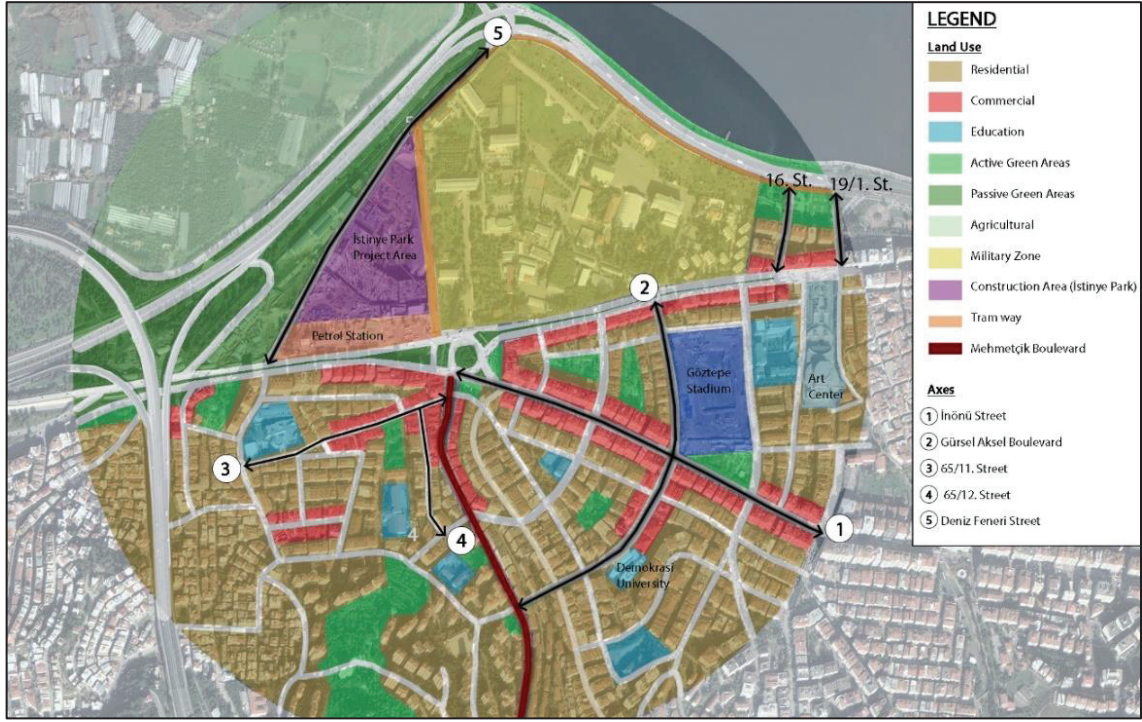 5
5
16. St.
19/1. St.
İstinye Park
Project Area
2
Petrol Station
Göztepe
Stadium
Art
Center
3
4
4
1
Demokrasi
University
LEGEND
Land Use
Residential
Commercial
Education
Active Green Areas
Passive Green Areas
Agricultural
Military Zone
Construction Area (İstinye Park)
Tram way
Mehmetçik Boulevard
Axes
1 İnönü Street
2 Gürsel Aksel Boulevard
3 65/11. Street
4 65/12. Street
5 Deniz Feneri Street